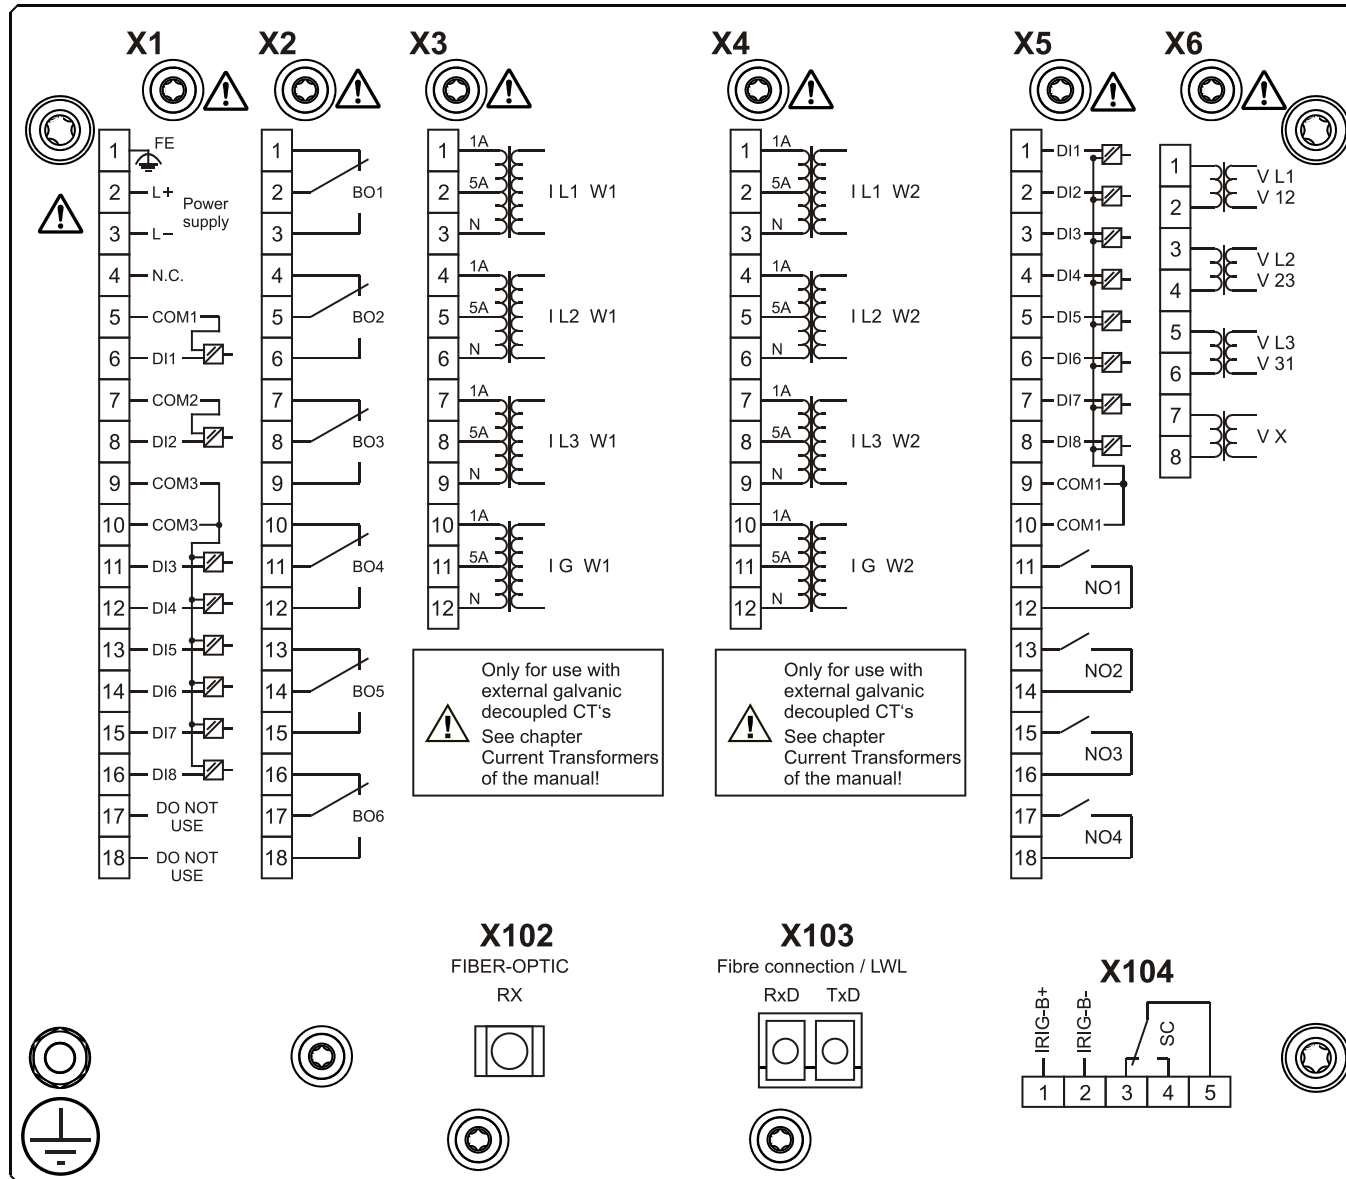 X1
1 FE
2 L+ Power
supply
3 L−
4 N.C.
5 COM1
6 DI1
7 COM2
8 DI2
9 COM3
10 COM3
11 DI3
12 DI4
13 DI5
14 DI6
15 DI7
16 DI8
17 DO NOT
USE
18 DO NOT
USE
X2
1
2 BO1
3
4
5 BO2
6
7
8 BO3
9
10
11 BO4
12
13
14 BO5
15
16
17 BO6
18
X3
1 1A
2 5A I L1 W1
3 N
4 1A
5 5A I L2 W1
6 N
7 1A
8 5A I L3 W1
9 N
10 1A
11 5A I G W1
12 N
Only for use with
external galvanic
decoupled CT‘s
See chapter
Current Transformers
of the manual!
X4
1 1A
2 5A I L1 W2
3 N
4 1A
5 5A I L2 W2
6 N
7 1A
8 5A I L3 W2
9 N
10 1A
11 5A I G W2
12 N
Only for use with
external galvanic
decoupled CT‘s
See chapter
Current Transformers
of the manual!
X5
1 DI1
2 DI2
3 DI3
4 DI4
5 DI5
6 DI6
7 DI7
8 DI8
9 COM1
10 COM1
11
NO1
12
13
NO2
14
15
NO3
16
17
NO4
18
X6
1 V L1
2 V 12
3 V L2
4 V 23
5 V L3
6 V 31
7
V X
8
X102
FIBER-OPTIC
RX
X103
Fibre connection / LWL
RxD TxD
X104
IRIG-B+
IRIG-B-
SC
1 2 3 4 5